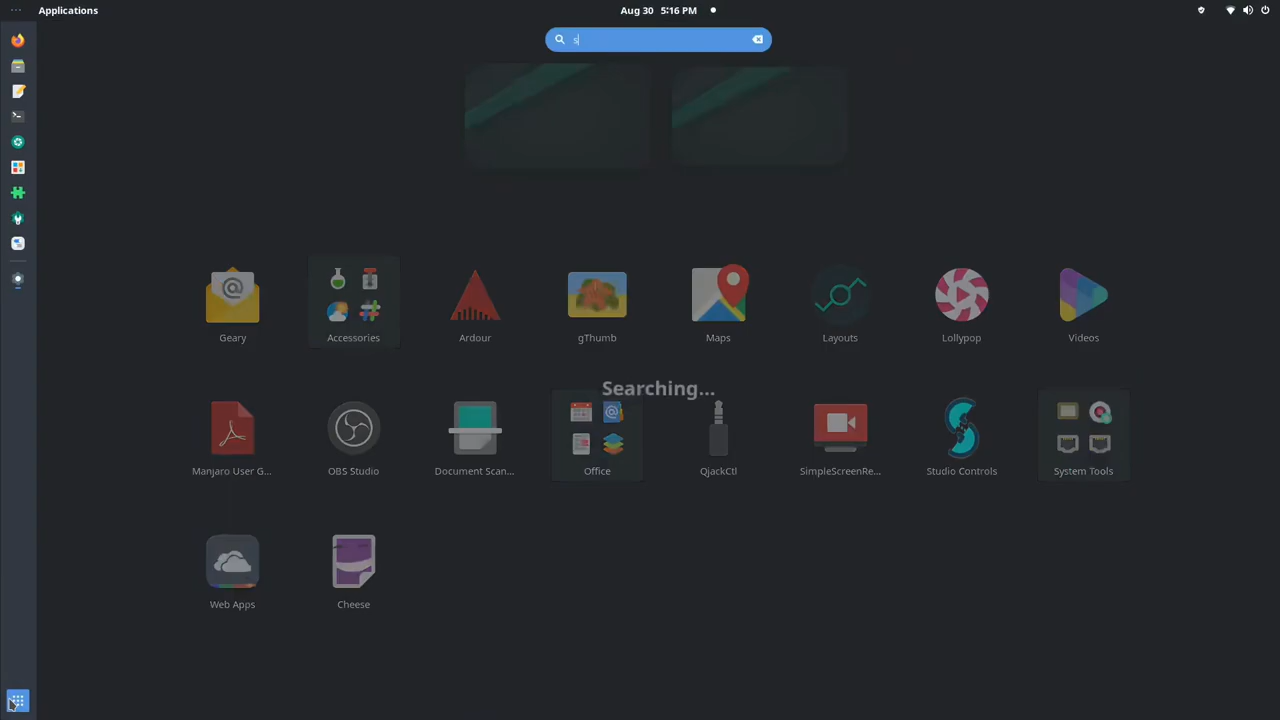 Applications
Aug 30 5:16 PM
s
Geary
Accessories
Ardour
gThumb
Maps
Layouts
Lollypop
Videos
Searching...
Manjaro User G...
OBS Studio
Document Scan...
Office
QjackCtl
SimpleScreenRe...
Studio Controls
System Tools
Web Apps
Cheese